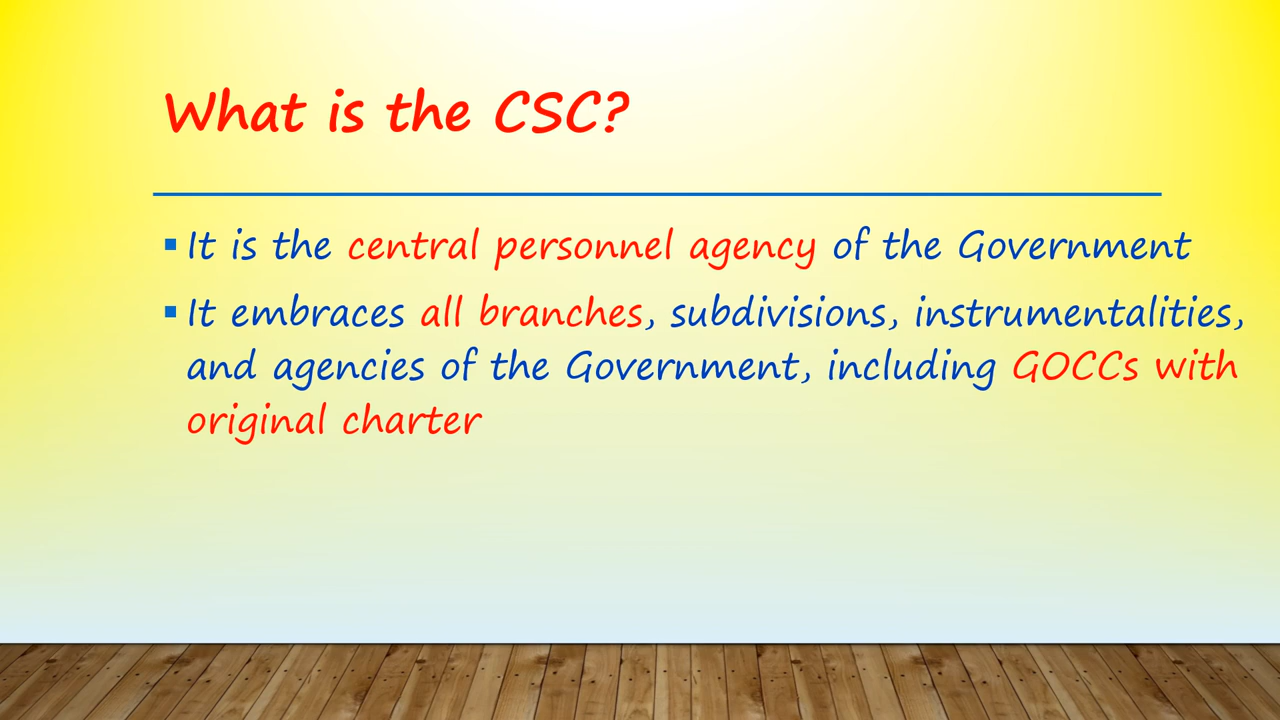 What is the CSC?
▪ It is the central personnel agency of the Government
▪ It embraces all branches, subdivisions, instrumentalities,
and agencies of the Government, including GOCCs with
original charter